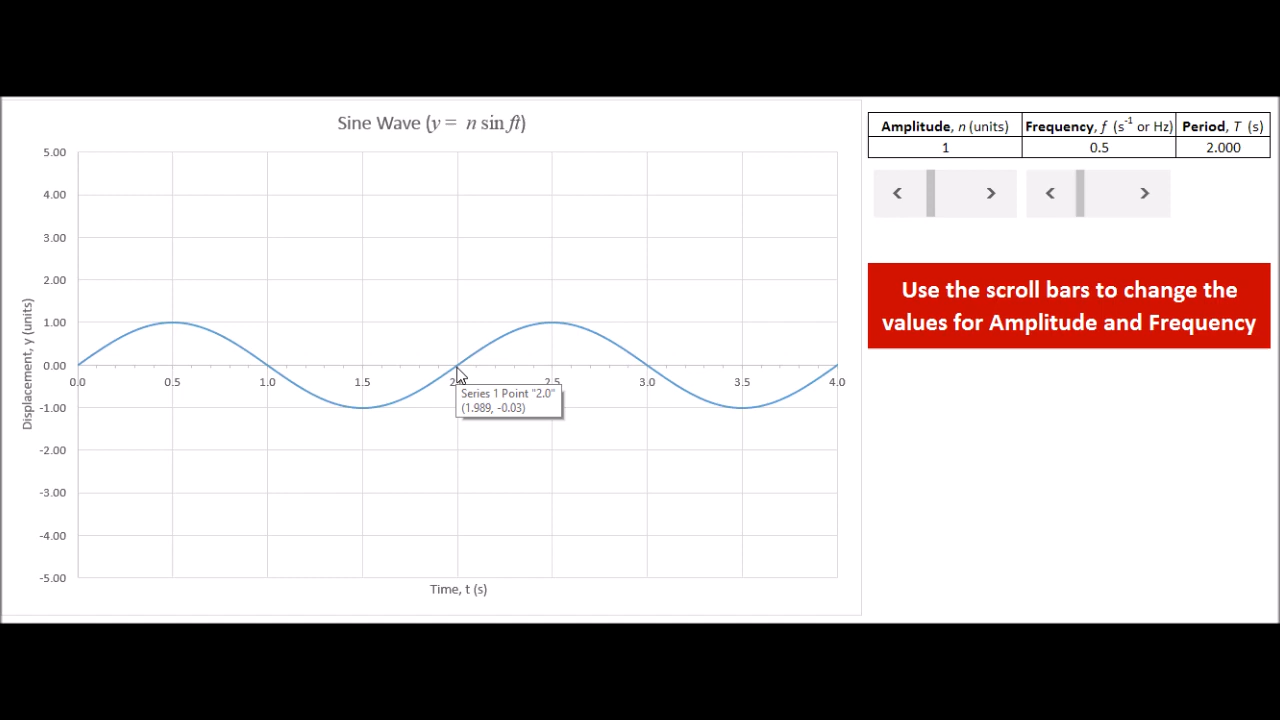 Sine Wave (y = n sin ft)
Amplitude, n (units) Frequency, f (s-1 or Hz) Period, T (s)
1 0.5 2.000
5.00
4.00
3.00
2.00
1.00
0.00
-1.00
-2.00
-3.00
-4.00
-5.00
Displacement, y (units)
0.0 0.5 1.0 1.5 2.5 3.0 3.5 4.0
Series 1 Point "2.0"
(1.989, -0.03)
Time, t (s)
Use the scroll bars to change the
values for Amplitude and Frequency